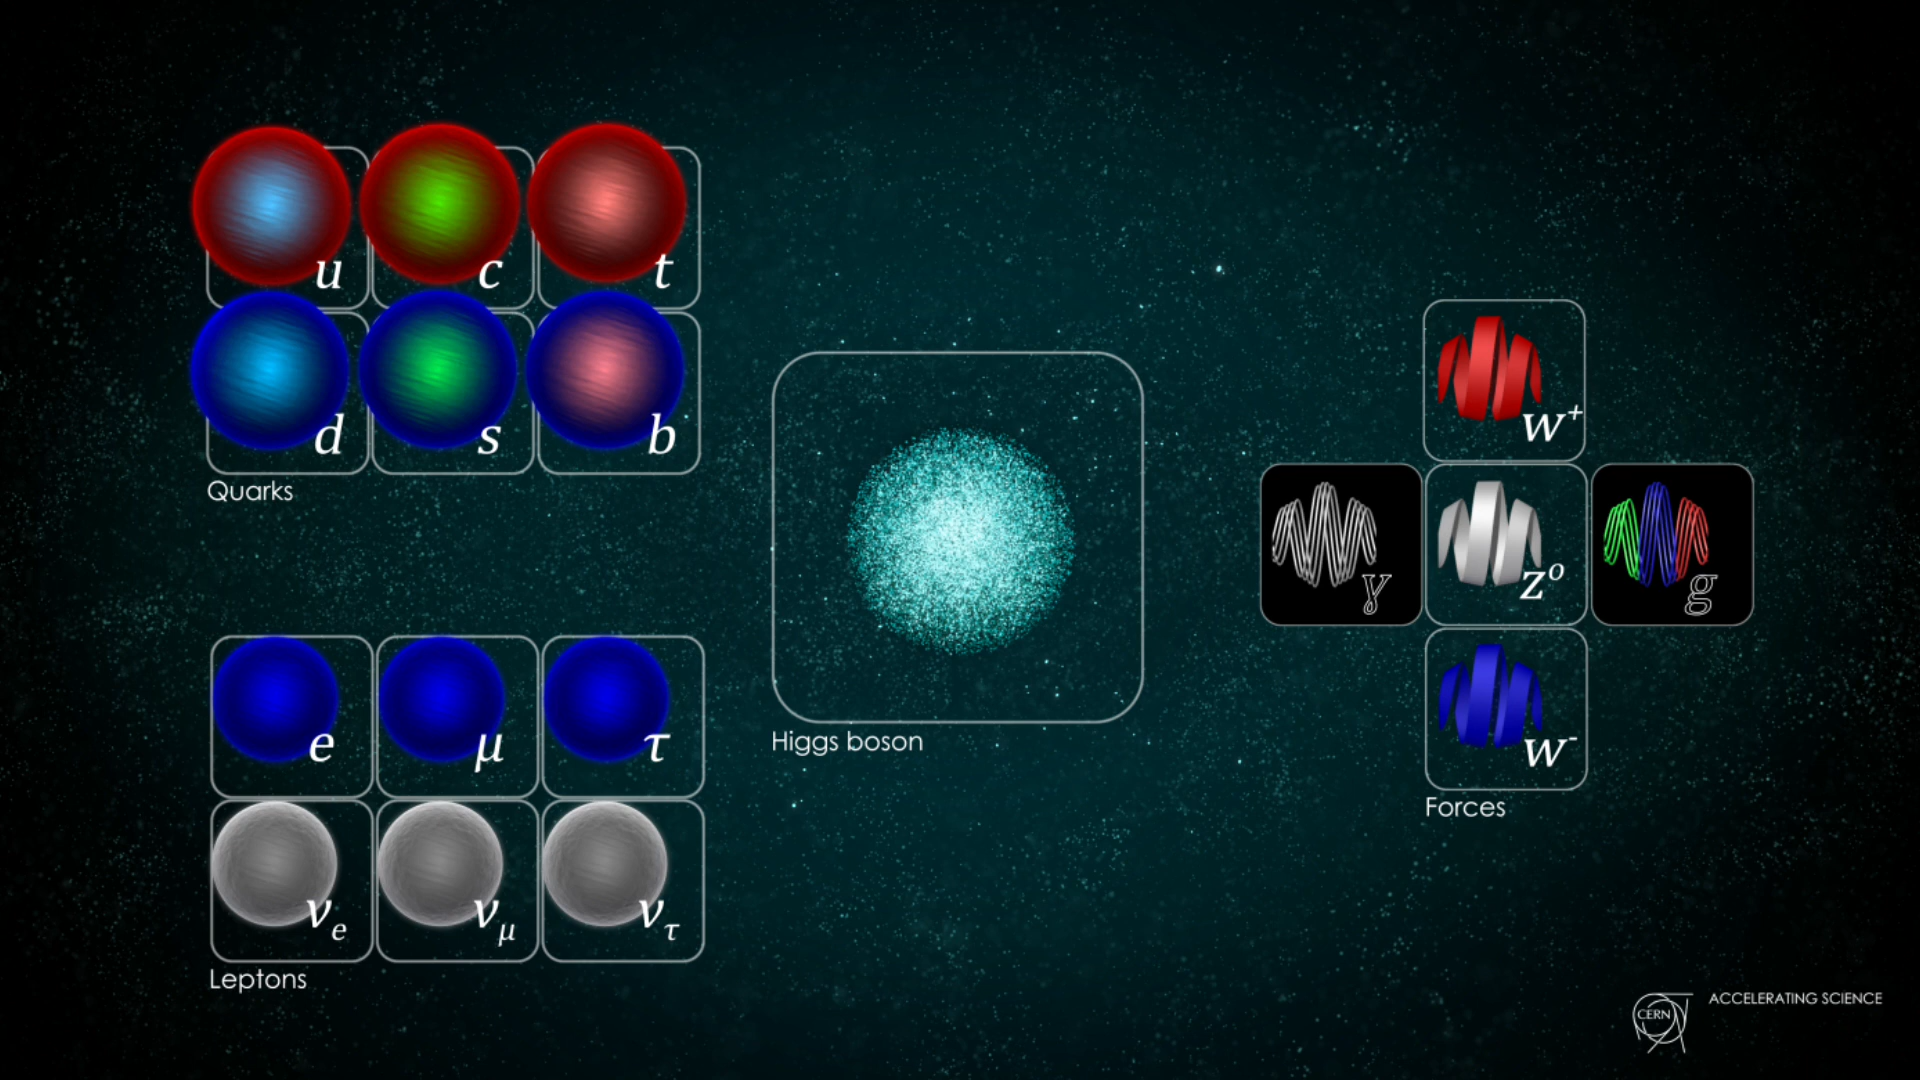 u c t
d s b
Quarks
e μ τ
νe νμ ντ
Leptons
Higgs boson
W+
γ Z0 g
W-
Forces
CERN
ACCELERATING SCIENCE